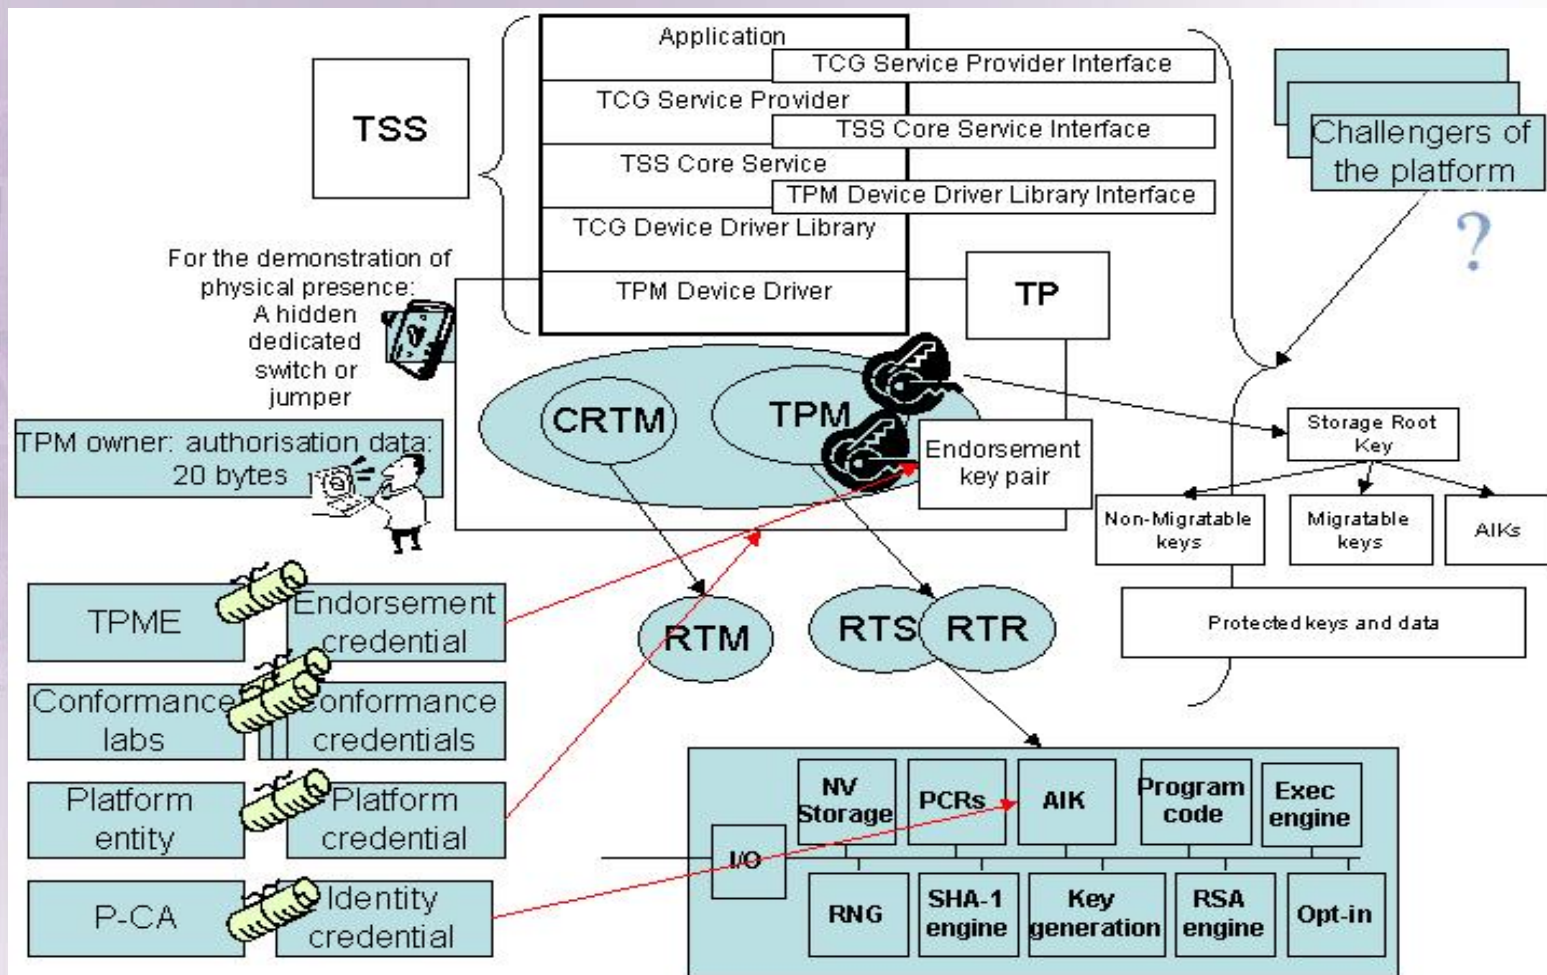 Application
TCG Service Provider Interface
TCG Service Provider
TSS Core Service Interface
TSS Core Service
TPM Device Driver Library Interface
TCG Device Driver Library
TPM Device Driver
TSS
Challengers of
the platform
?
For the demonstration of
physical presence:
A hidden
dedicated
switch or
jumper
TP
CRTM
TPM
Endorsement
key pair
TPM owner: authorisation data:
20 bytes
Storage Root
Key
Non-Migratable
keys
Migratable
keys
AIKs
Protected keys and data
RTM
RTS
RTR
TPME
Endorsement
credential
Conformance
labs
Conformance
credentials
Platform
entity
Platform
credential
P-CA
Identity
credential
I/O
NV
Storage
PCRs
AIK
Program
code
Exec
engine
RNG
SHA-1
engine
Key
generation
RSA
engine
Opt-in